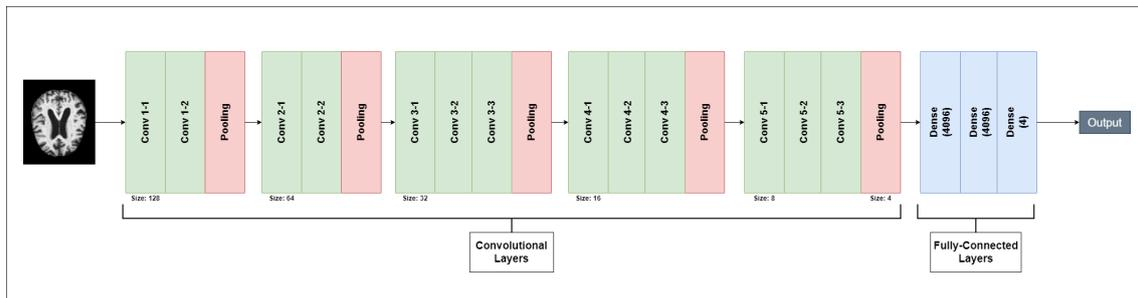 Conv 1-1
Conv 1-2
Pooling
Size: 128
Conv 2-1
Conv 2-2
Pooling
Size: 64
Conv 3-1
Conv 3-2
Conv 3-3
Pooling
Size: 32
Conv 4-1
Conv 4-2
Conv 4-3
Pooling
Size: 16
Conv 5-1
Conv 5-2
Conv 5-3
Pooling
Size: 8
Size: 4
Dense
(4096)
Dense
(4096)
Dense
(4)
Output
Convolutional
Layers
Fully-Connected
Layers